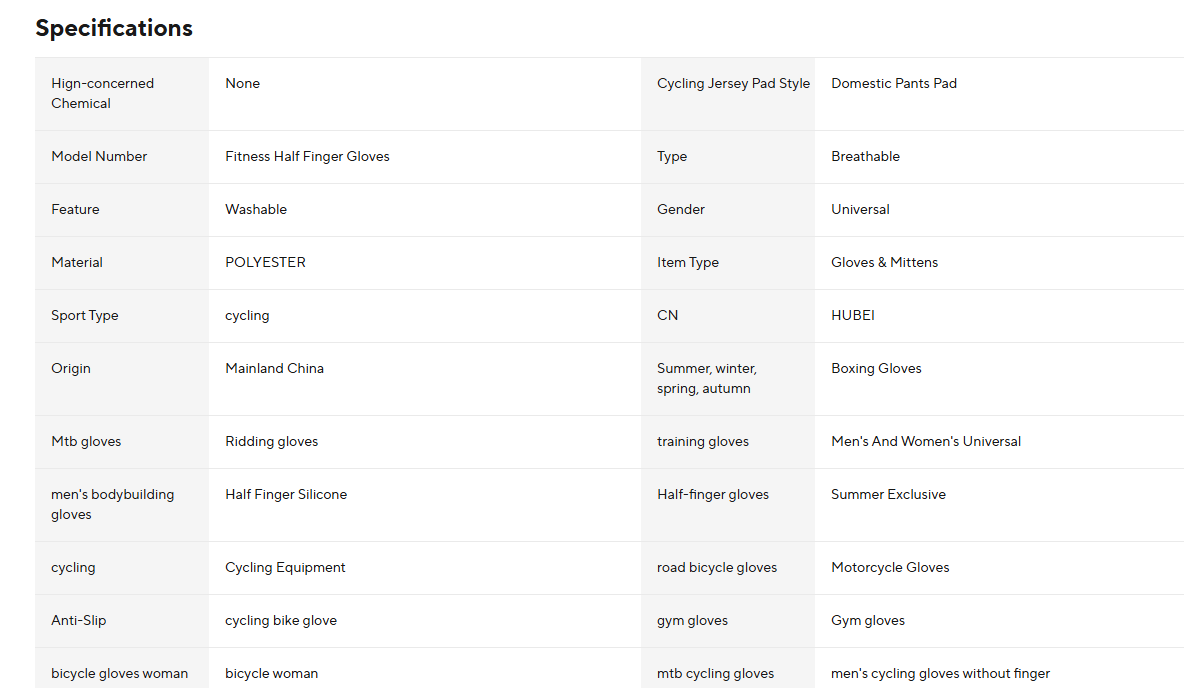 Specifications
Hign-concerned
Chemical
None
Cycling Jersey Pad Style
Domestic Pants Pad
Model Number
Fitness Half Finger Gloves
Type
Breathable
Feature
Washable
Gender
Universal
Material
POLYESTER
Item Type
Gloves & Mittens
Sport Type
cycling
CN
HUBEI
Origin
Mainland China
Summer, winter,
spring, autumn
Boxing Gloves
Mtb gloves
Ridding gloves
training gloves
Men's And Women's Universal
men's bodybuilding
gloves
Half Finger Silicone
Half-finger gloves
Summer Exclusive
cycling
Cycling Equipment
road bicycle gloves
Motorcycle Gloves
Anti-Slip
cycling bike glove
gym gloves
Gym gloves
bicycle gloves woman
bicycle woman
mtb cycling gloves
men's cycling gloves without finger